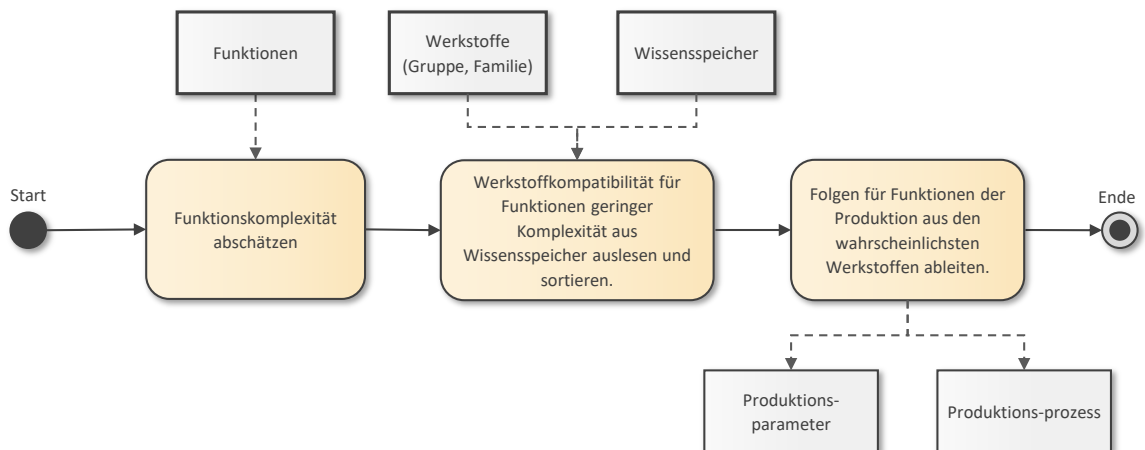 Funktionen
Werkstoffe
(Gruppe, Familie)
Wissensspeicher
Start
Funktionskomplexität
abschätzen
Werkstoffkompatibilität für
Funktionen geringer
Komplexität aus
Wissensspeicher auslesen und
sortieren.
Folgen für Funktionen der
Produktion aus den
wahrscheinlichsten
Werkstoffen ableiten.
Ende
Produktions-
parameter
Produktions-prozess